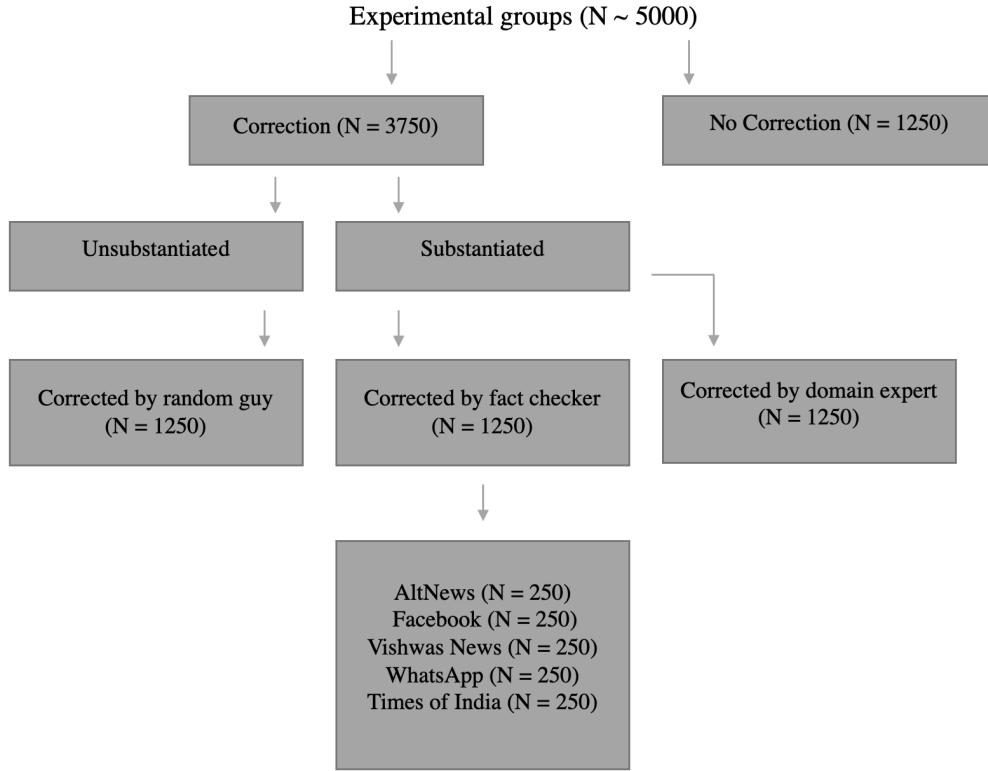 Experimental groups (N ~ 5000)
Correction (N = 3750)
No Correction (N = 1250)
Unsubstantiated
Substantiated
Corrected by random guy
(N = 1250)
Corrected by fact checker
(N = 1250)
Corrected by domain expert
(N = 1250)
AltNews (N = 250)
Facebook (N = 250)
Vishwas News (N = 250)
WhatsApp (N = 250)
Times of India (N = 250)